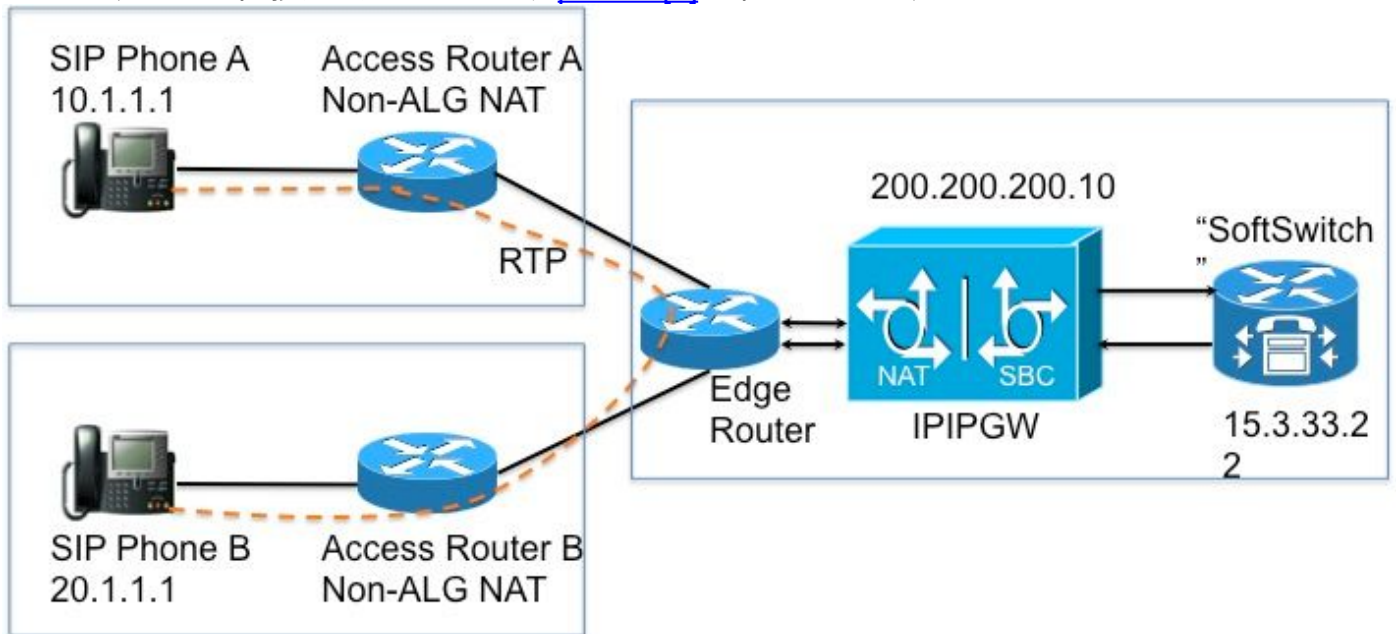 SIP Phone A
10.1.1.1
Access Router A
Non-ALG NAT
RTP
SIP Phone B
20.1.1.1
Access Router B
Non-ALG NAT
Edge
Router
200.200.200.10
NAT
SBC
IPIPGW
“SoftSwitch
”
15.3.33.2
2